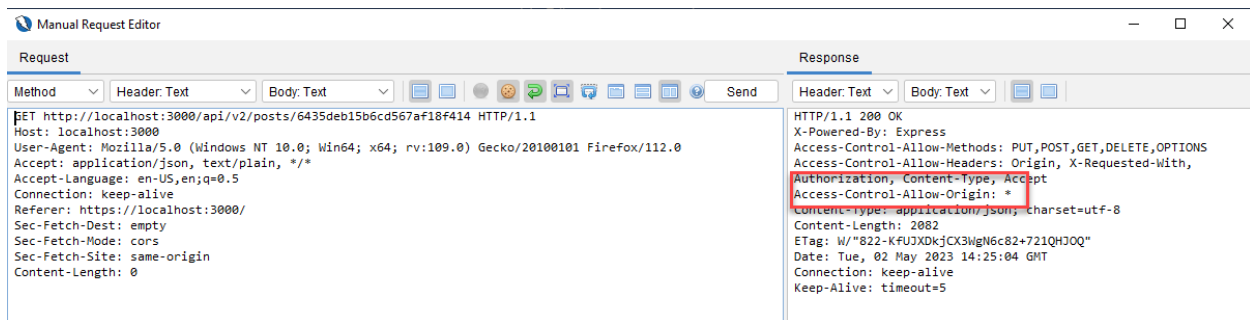 Manual Request Editor
Request
Method Header: Text Body: Text Send
GET http://localhost:3000/api/v2/posts/6435deb15b6cd567af18f414 HTTP/1.1
Host: localhost:3000
User-Agent: Mozilla/5.0 (Windows NT 10.0; Win64; x64; rv:109.0) Gecko/20100101 Firefox/112.0
Accept: application/json, text/plain, */*
Accept-Language: en-US,en;q=0.5
Connection: keep-alive
Referer: https://localhost:3000/
Sec-Fetch-Dest: empty
Sec-Fetch-Mode: cors
Sec-Fetch-Site: same-origin
Content-Length: 0
Response
Header: Text Body: Text
HTTP/1.1 200 OK
X-Powered-By: Express
Access-Control-Allow-Methods: PUT,POST,GET,DELETE,OPTIONS
Access-Control-Allow-Headers: Origin, X-Requested-With,
Authorization, Content-Type, Accept
Access-Control-Allow-Origin: *
Content-Type: application/json; charset=utf-8
Content-Length: 2082
ETag: W/"822-KfUJXDkjCX3WgN6c82+721QHJOQ"
Date: Tue, 02 May 2023 14:25:04 GMT
Connection: keep-alive
Keep-Alive: timeout=5